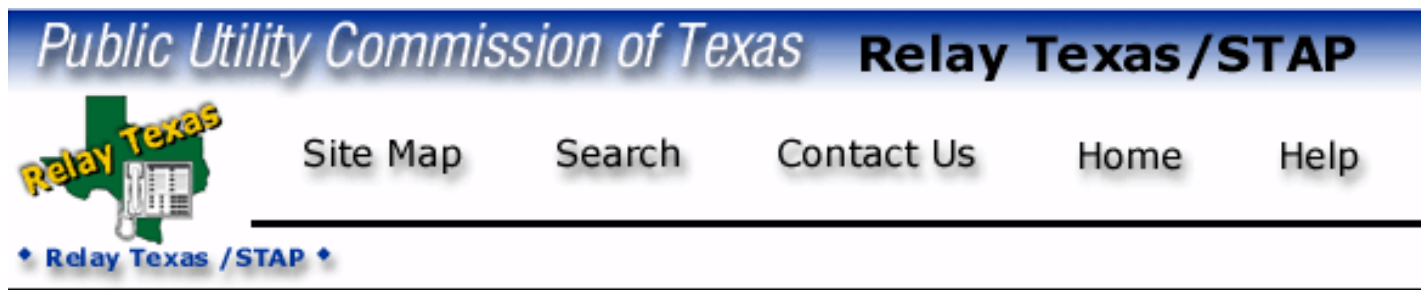 Public Utility Commission of Texas Relay Texas/STAP
Relay Texas
Site Map Search Contact Us Home Help
◆ Relay Texas /STAP ◆